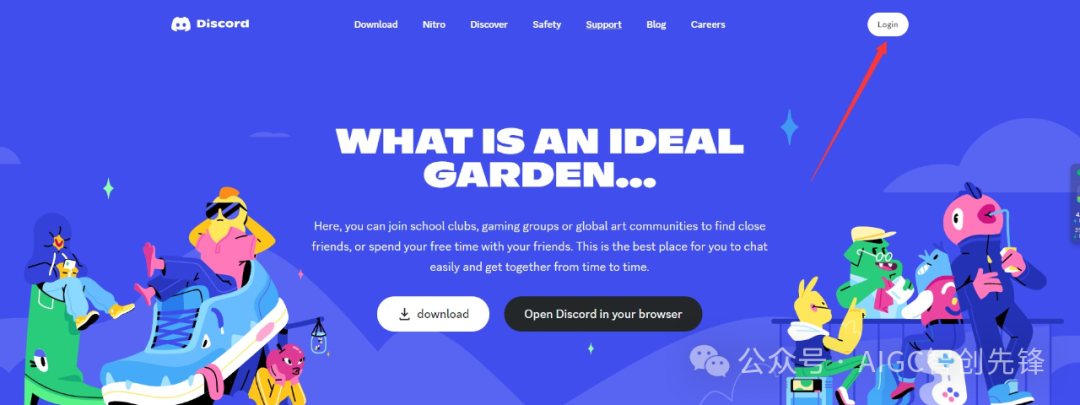 Discord
Download Nitro Discover Safety Support Blog Careers
Login
WHAT IS AN IDEAL
GARDEN...
Here, you can join school clubs, gaming groups or global art communities to find close
friends, or spend your free time with your friends. This is the best place for you to chat
easily and get together from time to time.
download
Open Discord in your browser
公众号 · AIGC 创先锋